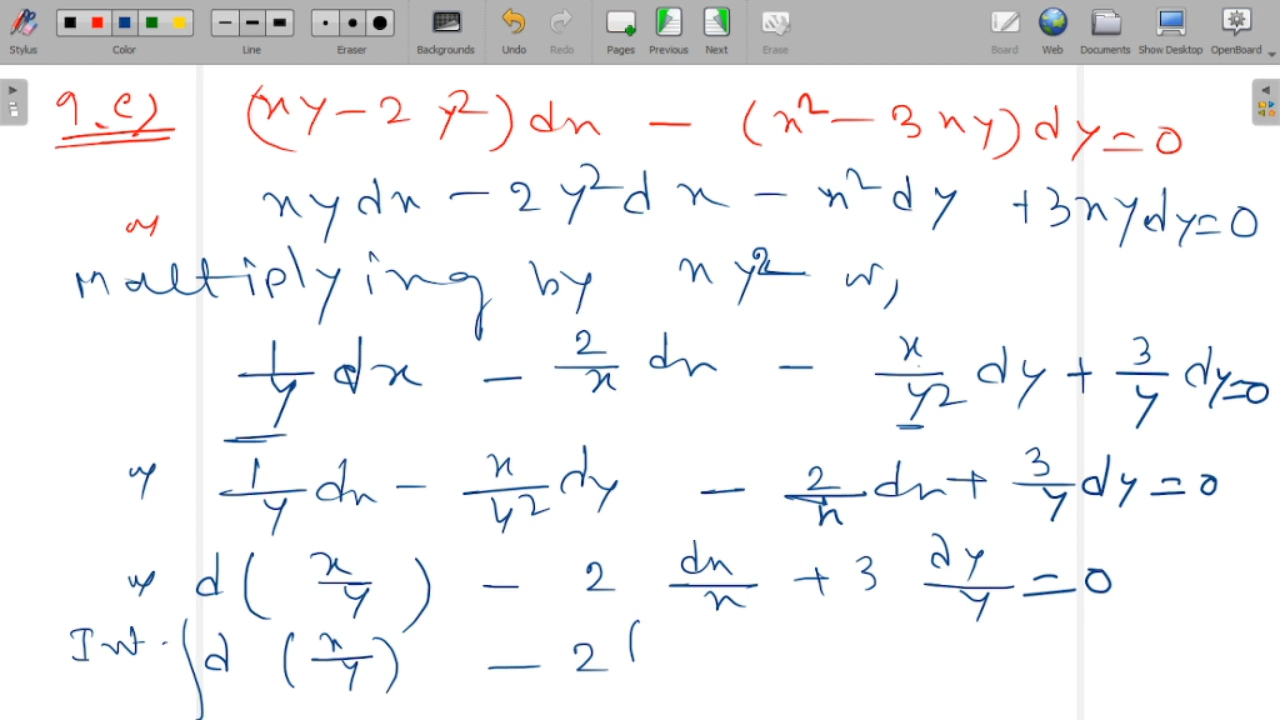 Stylus Color Line Eraser Backgrounds Undo Redo Pages Previous Next Erase Board Web Documents Show Desktop OpenBoard
9.c) (xy - 2y²)dx - (x² - 3xy)dy = 0
xydx - 2y²dx - x²dy + 3xydy = 0
Multiplying by xy²
1/y dx - 2/x dx - x/y² dy + 3/y dy = 0
1/y dx - x/y² dy - 2/x dx + 3/y dy = 0
d(x/y) - 2 dx/x + 3 dy/y = 0
Int. ∫d(x/y) - 2 (